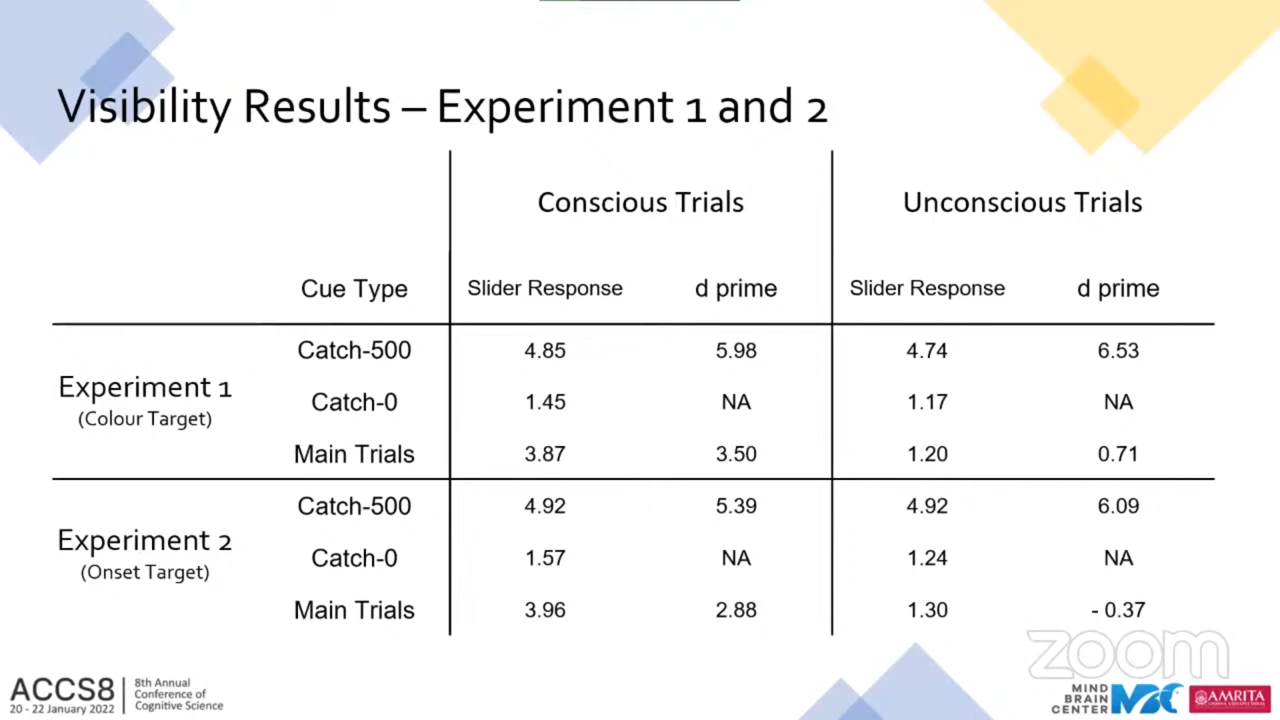 Visibility Results – Experiment 1 and 2
Conscious Trials Unconscious Trials
Cue Type Slider Response d prime Slider Response d prime
Experiment 1
(Colour Target)
Catch-500 4.85 5.98 4.74 6.53
Catch-0 1.45 NA 1.17 NA
Main Trials 3.87 3.50 1.20 0.71
Experiment 2
(Onset Target)
Catch-500 4.92 5.39 4.92 6.09
Catch-0 1.57 NA 1.24 NA
Main Trials 3.96 2.88 1.30 - 0.37
zoom
ACCS8
20 - 22 January 2022
8th Annual
Conference of
Cognitive Science
MIND
BRAIN
CENTER
MBC
AMRITA